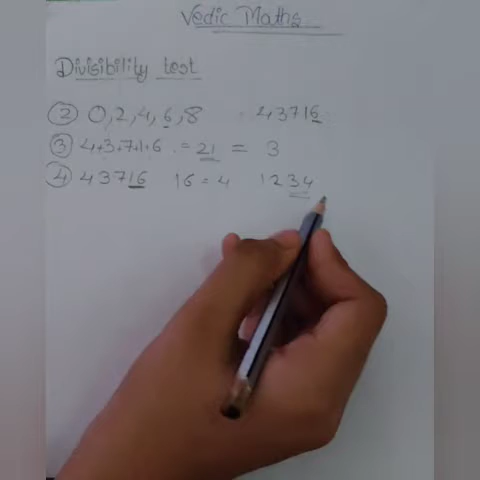 Vedic Maths
Divisibility test
② 0,2,4,6,8 43716
③ 4+3+7+1+6 = 21 = 3
④ 43716 16 = 4 1234